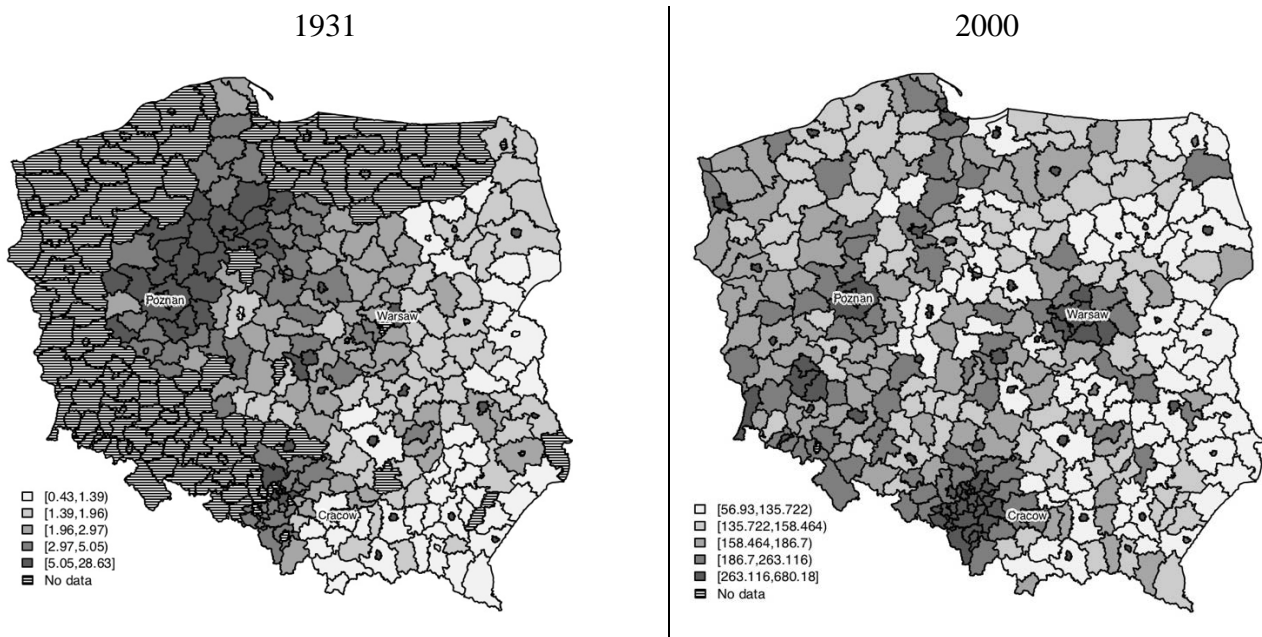 1931
Poznan
Warsaw
Cracow
[0.43,1.39)
[1.39,1.96)
[1.96,2.97)
[2.97,5.05)
[5.05,28.63]
No data
2000
Poznan
Warsaw
Cracow
[56.93,135.722)
[135.722,158.464)
[158.464,186.7)
[186.7,263.116)
[263.116,680.18]
No data